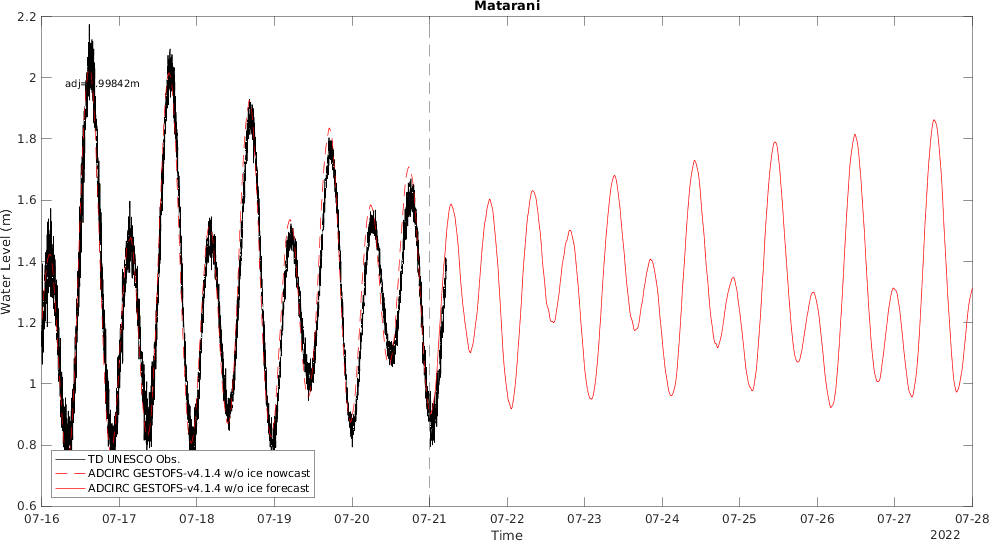 Matarani
2.2
2
1.8
1.6
1.4
1.2
1
0.8
0.6
Water Level (m)
TD UNESCO Obs.
ADCIRC GESTOFS-v4.1.4 w/o ice nowcast
ADCIRC GESTOFS-v4.1.4 w/o ice forecast
07-16 07-17 07-18 07-19 07-20 07-21 07-22 07-23 07-24 07-25 07-26 07-27 07-28
Time
2022